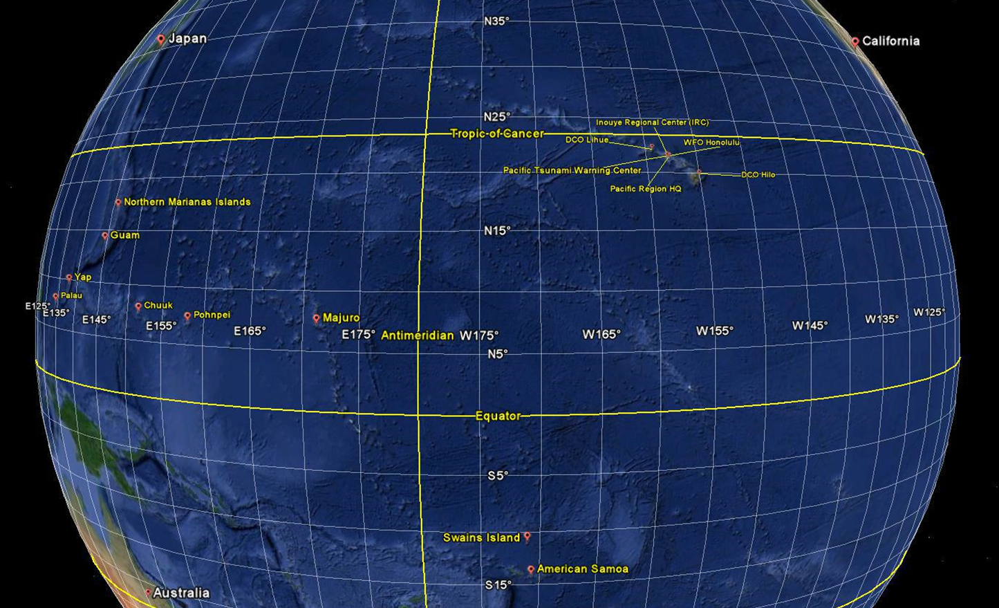 N35°
Japan
California
N25°
Inouye Regional Center (IRC)
Tropic of Cancer
DCO Lihue
WFO Honolulu
Pacific Tsunami Warning Center
DCO Hilo
Pacific Region HQ
Northern Marianas Islands
N15°
Guam
Yap
Palau
E125°
E135°
E145°
Chuuk
E155°
Pohnpei
E165°
Majuro
E175°
Antimeridian
W175°
W165°
W155°
W145°
W135°
W125°
N5°
Equator
S5°
Swains Island
American Samoa
S15°
Australia